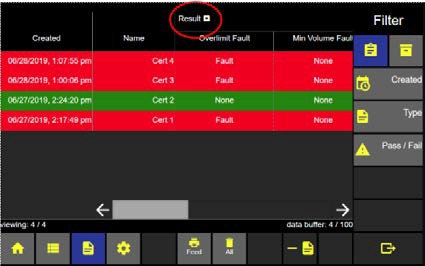 Result
Filter
Created Name Overlimit Fault Min Volume Fault
06/28/2019, 1:07:55 pm Cert 4 Fault None
06/28/2019, 1:00:06 pm Cert 3 Fault None
06/27/2019, 2:24:20 pm Cert 2 None None
06/27/2019, 2:17:49 pm Cert 1 Fault None
Created
Type
Pass / Fail
viewing: 4 / 4 data buffer: 4 / 100
Feed All